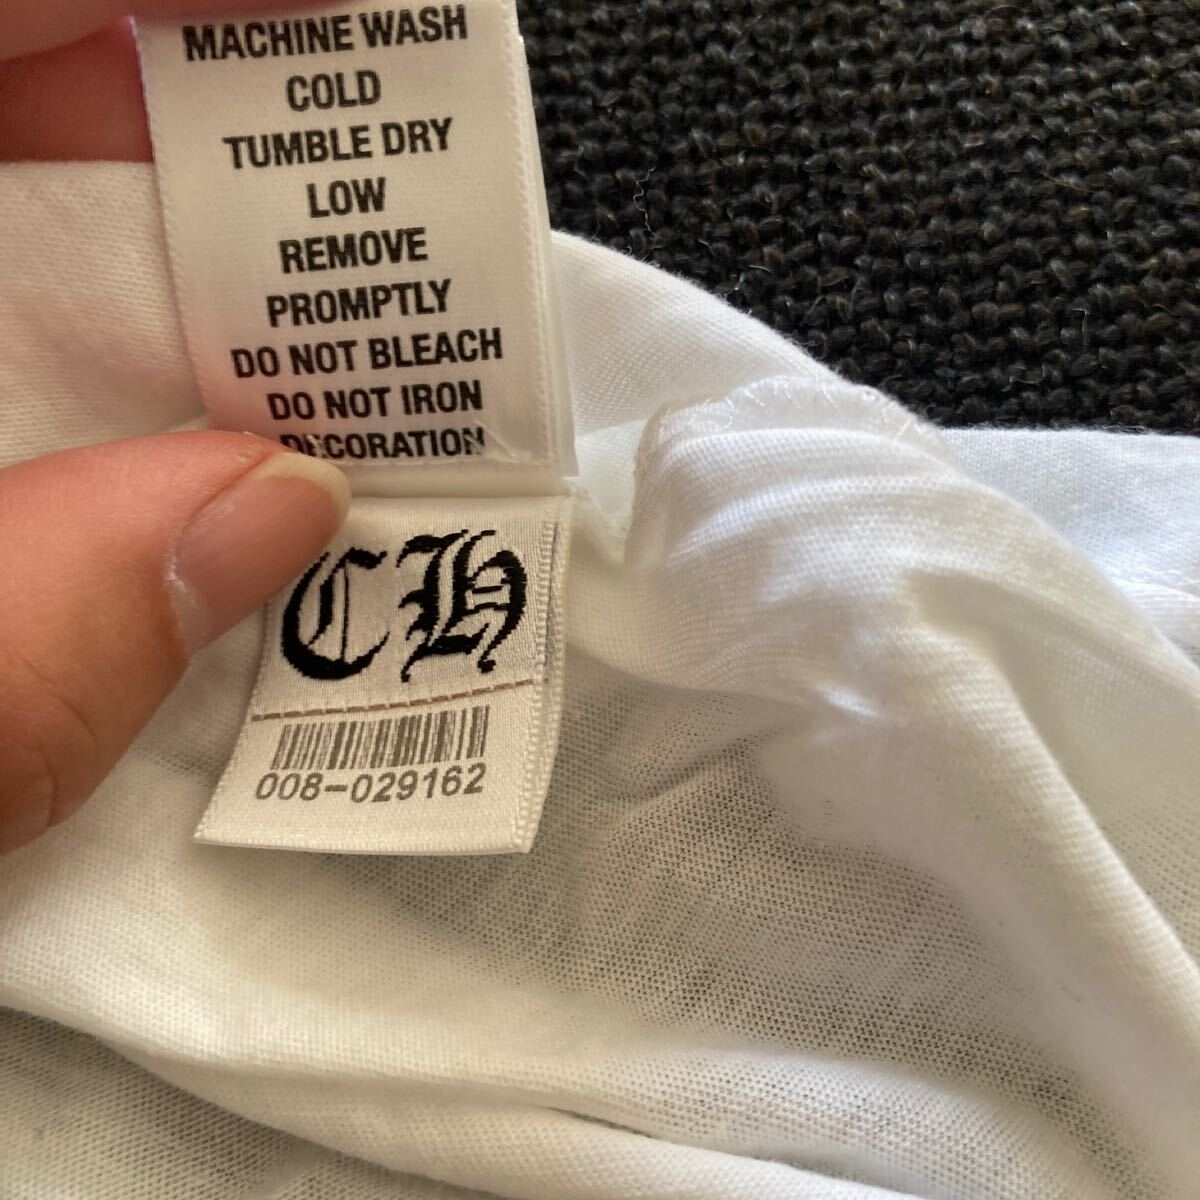 MACHINE WASH
COLD
TUMBLE DRY
LOW
REMOVE
PROMPTLY
DO NOT BLEACH
DO NOT IRON
DECORATION
CH
008-029162